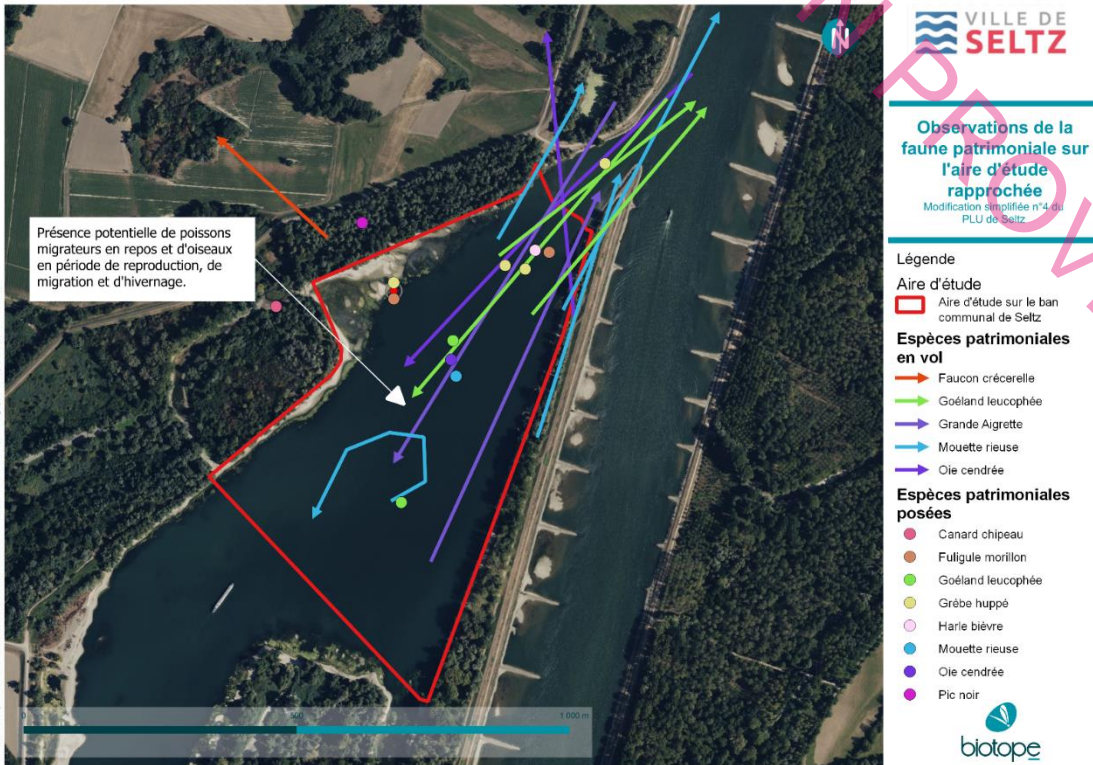 Présence potentielle de poissons
migrateurs en repos et d'oiseaux
en période de reproduction, de
migration et d'hivernage.
N
0
500
1 000 m
VILLE DE
SELTZ
Observations de la
faune patrimoniale sur
l'aire d'étude
rapprochée
Modification simplifiée n°4 du
PLU de Seltz
Légende
Aire d'étude
Aire d'étude sur le ban
communal de Seltz
Espèces patrimoniales
en vol
Faucon crécerelle
Goéland leucophée
Grande Aigrette
Mouette rieuse
Oie cendrée
Espèces patrimoniales
posées
Canard chipeau
Fuligule morillon
Goéland leucophée
Grèbe huppé
Harle bièvre
Mouette rieuse
Oie cendrée
Pic noir
biotope
N PROV